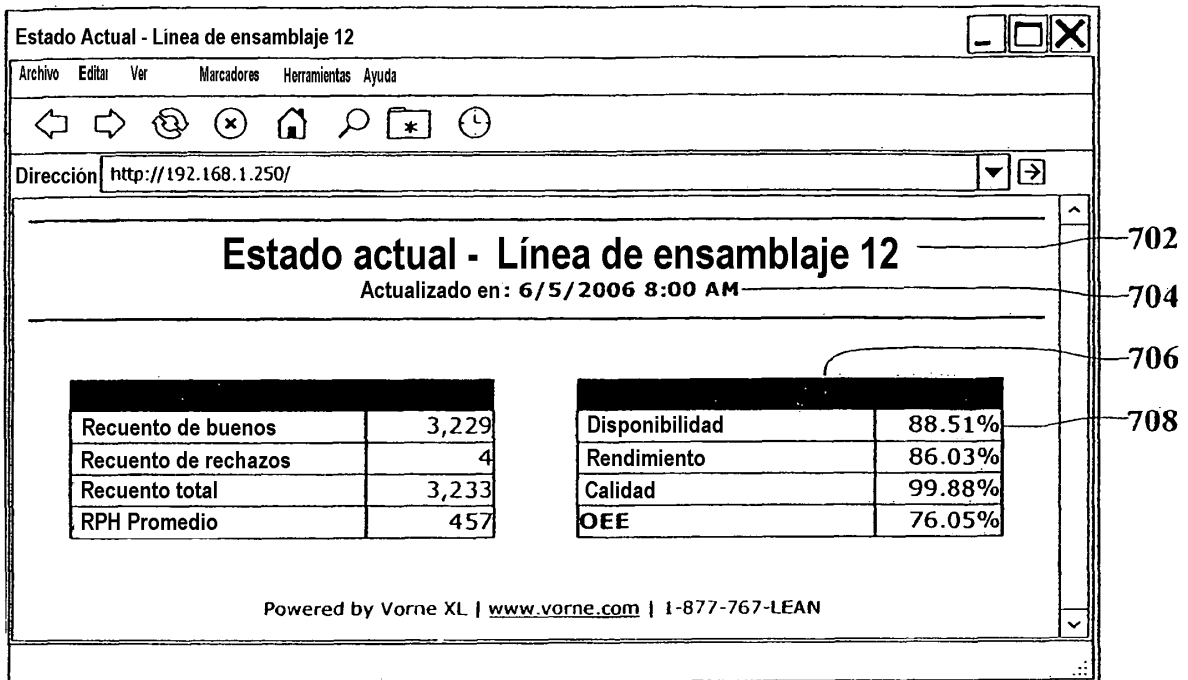 Estado Actual - Linea de ensamblaje 12
Archivo Editar Ver Marcadores Herramientas Ayuda
Dirección http://192.168.1.250/
Estado actual - Línea de ensamblaje 12
702
Actualizado en: 6/5/2006 8:00 AM
704
706
Recuento de buenos 3,229
Disponibilidad 88.51%
708
Recuento de rechazos 4
Rendimiento 86.03%
Recuento total 3,233
Calidad 99.88%
RPH Promedio 457
OEE 76.05%
Powered by Vorne XL | www.vorne.com | 1-877-767-LEAN